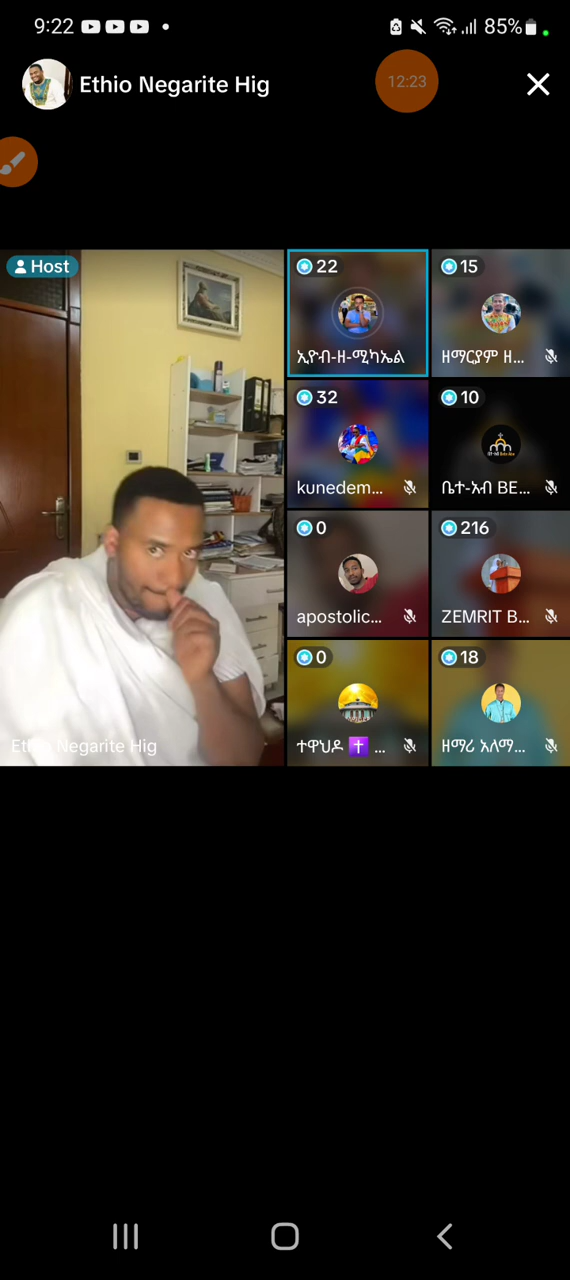 9:22
85%
Ethio Negarite Hig
12:23
Host
22
15
ኢዮብ-ዘ-ሚካኤል
ዘማርያም ዘ...
32
10
kunedem...
ቤተ-አብ BE...
0
216
apostolic...
ZEMRIT B...
0
18
Ethio Negarite Hig
ተዋህዶ ✝️ ...
ዘማሪ አለማ...